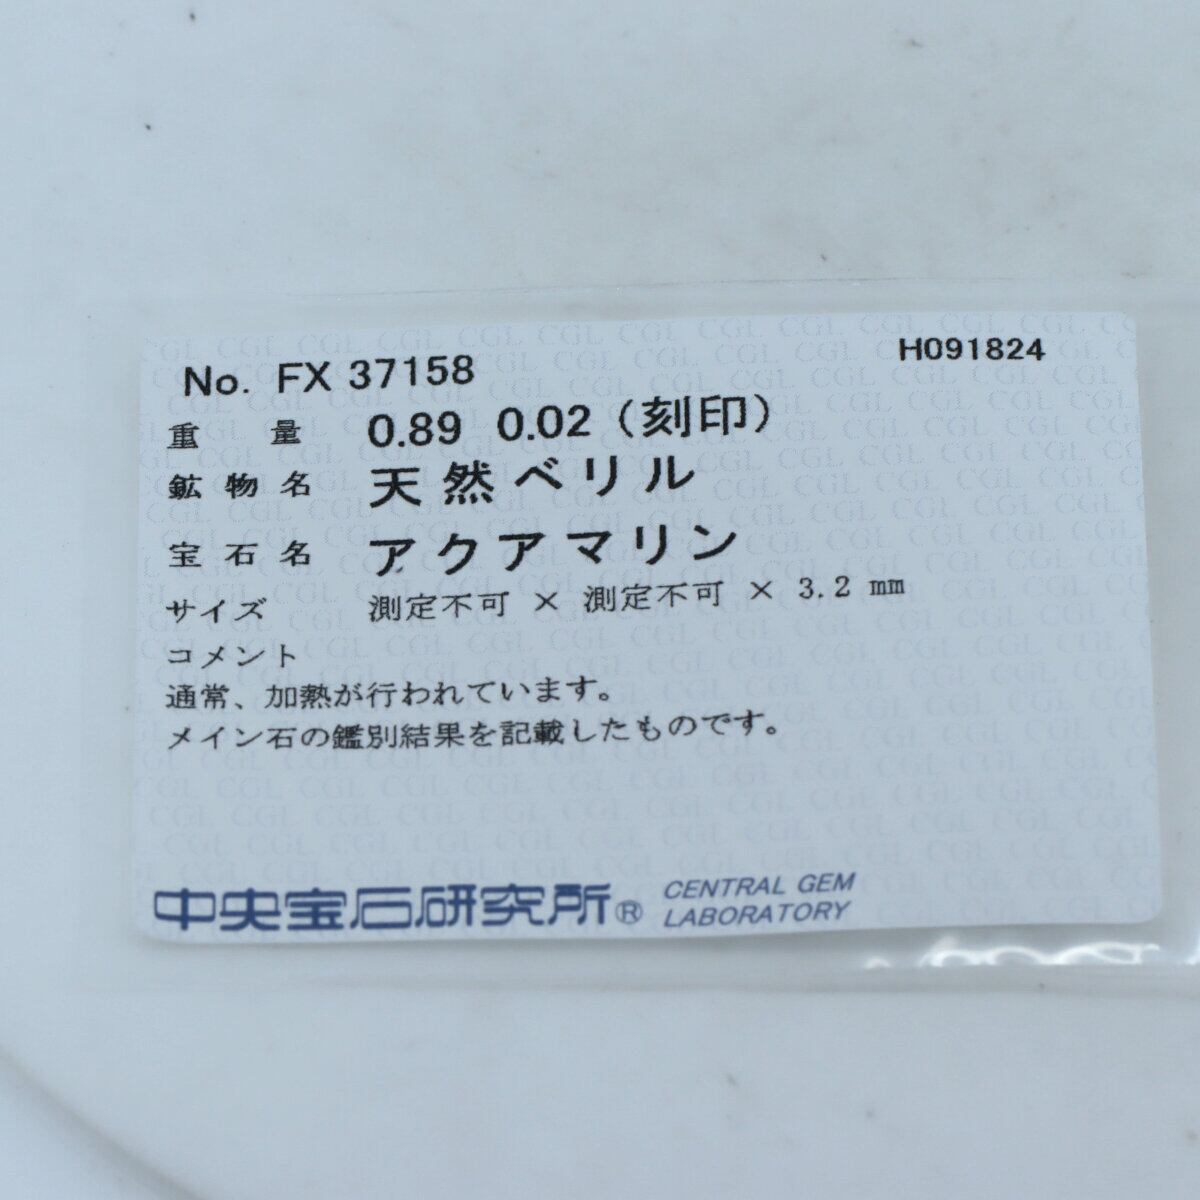 No. FX 37158
H091824
重量 0.89 0.02（刻印）
鉱物名 天然ベリル
宝石名 アクアマリン
サイズ 測定不可 × 測定不可 × 3.2 mm
コメント
通常、加熱が行われています。
メイン石の鑑別結果を記載したものです。
中央宝石研究所® CENTRAL GEM
LABORATORY